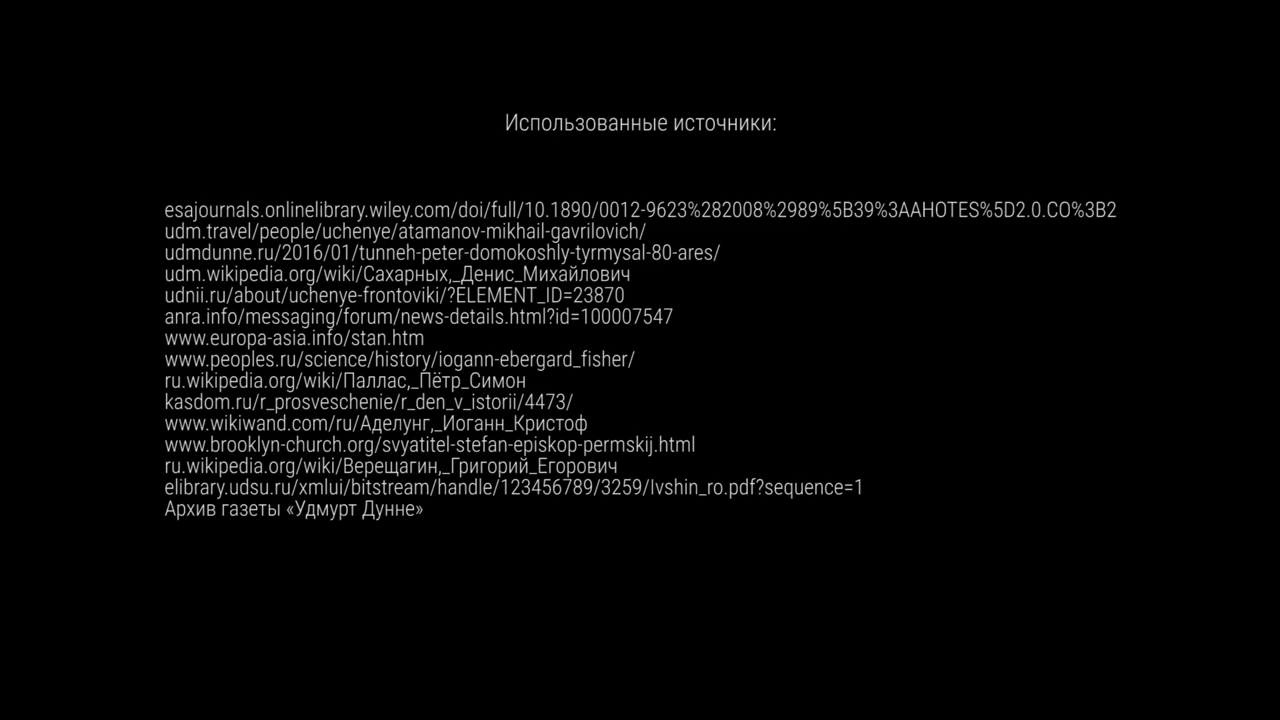 Использованные источники:
esajournals.onlinelibrary.wiley.com/doi/full/10.1890/0012-9623%282008%2989%5B39%3AAHOTES%5D2.0.CO%3B2
udm.travel/people/uchenye/atamanov-mikhail-gavrilovich/
udmdunne.ru/2016/01/tunneh-peter-domokoshly-tyrmysal-80-ares/
udm.wikipedia.org/wiki/Сахарных,_Денис_Михайлович
udnii.ru/about/uchenye-frontoviki/?ELEMENT_ID=23870
anra.info/messaging/forum/news-details.html?id=100007547
www.europa-asia.info/stan.htm
www.peoples.ru/science/history/iogann-ebergard_fisher/
ru.wikipedia.org/wiki/Паллас,_Пётр_Симон
kasdom.ru/r_prosveschenie/r_den_v_istorii/4473/
www.wikiwand.com/ru/Аделунг,_Иоганн_Кристоф
www.brooklyn-church.org/svyatitel-stefan-episkop-permskij.html
ru.wikipedia.org/wiki/Верещагин,_Григорий_Егорович
elibrary.udsu.ru/xmlui/bitstream/handle/123456789/3259/Ivshin_ro.pdf?sequence=1
Архив газеты «Удмурт Дунне»